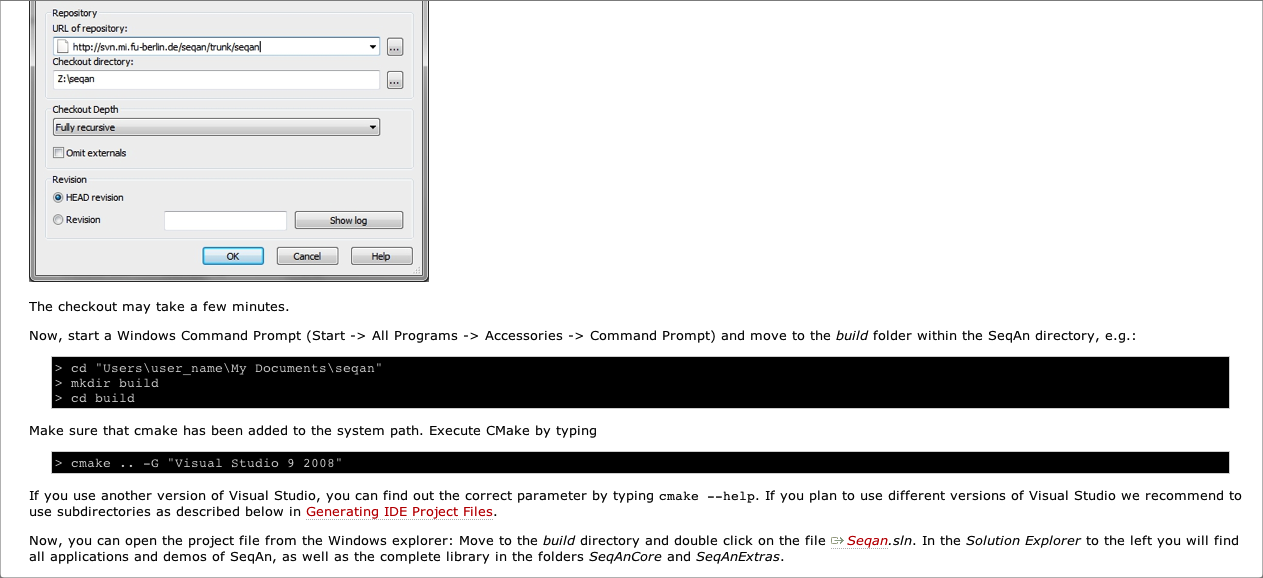 Repository
URL of repository:
http://svn.mi.fu-berlin.de/seqan/trunk/seqan
...
Checkout directory:
Z:\seqan
...
Checkout Depth
Fully recursive
Omit externals
Revision
HEAD revision
Revision
Show log
OK Cancel Help
The checkout may take a few minutes.
Now, start a Windows Command Prompt (Start -> All Programs -> Accessories -> Command Prompt) and move to the build folder within the SeqAn directory, e.g.:
> cd "Users\user_name\My Documents\seqan"
> mkdir build
> cd build
Make sure that cmake has been added to the system path. Execute CMake by typing
> cmake .. -G "Visual Studio 9 2008"
If you use another version of Visual Studio, you can find out the correct parameter by typing cmake --help. If you plan to use different versions of Visual Studio we recommend to
use subdirectories as described below in Generating IDE Project Files.
Now, you can open the project file from the Windows explorer: Move to the build directory and double click on the file Seqan.sln. In the Solution Explorer to the left you will find
all applications and demos of SeqAn, as well as the complete library in the folders SeqAnCore and SeqAnExtras.